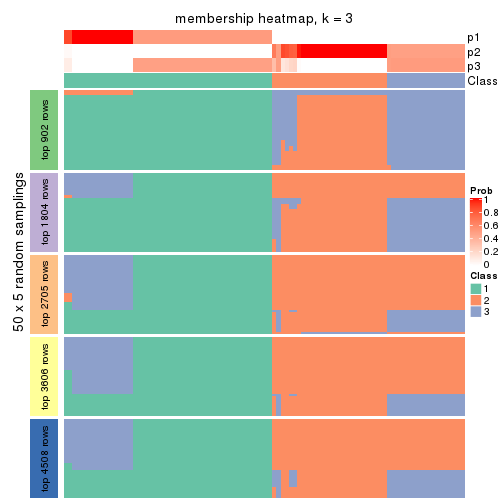 membership heatmap, k = 3
p1
p2
p3
Class
50 x 5 random samplings
top 902 rows
top 1804 rows
top 2705 rows
top 3606 rows
top 4508 rows
Prob
1
0.8
0.6
0.4
0.2
0
Class
1
2
3